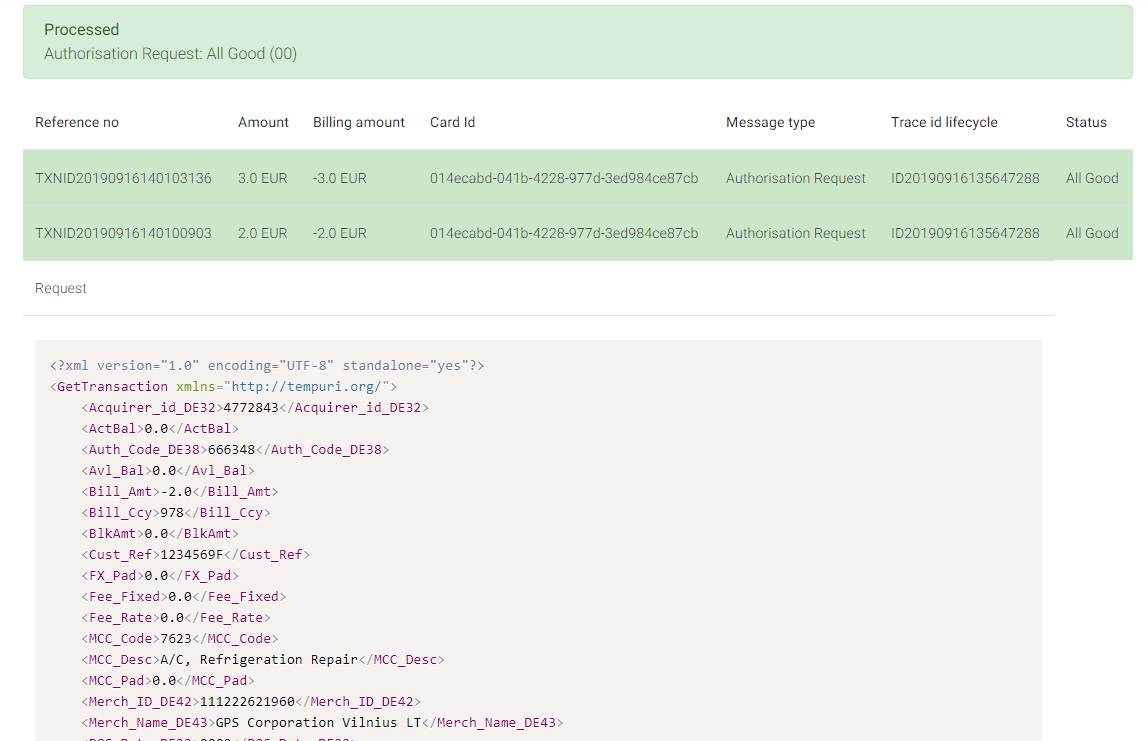 Processed
Authorisation Request: All Good (00)
Reference no Amount Billing amount Card Id Message type Trace id lifecycle Status
TXNID20190916140103136 3.0 EUR -3.0 EUR 014ecabd-041b-4228-977d-3ed984ce87cb Authorisation Request ID20190916135647288 All Good
TXNID20190916140100903 2.0 EUR -2.0 EUR 014ecabd-041b-4228-977d-3ed984ce87cb Authorisation Request ID20190916135647288 All Good
Request
<?xml version="1.0" encoding="UTF-8" standalone="yes"?>
<GetTransaction xmlns="http://tempuri.org/">
<Acquirer_id_DE32>4772843</Acquirer_id_DE32>
<ActBal>0.0</ActBal>
<Auth_Code_DE38>666348</Auth_Code_DE38>
<Avl_Bal>0.0</Avl_Bal>
<Bill_Amt>-2.0</Bill_Amt>
<Bill_Ccy>978</Bill_Ccy>
<BlkAmt>0.0</BlkAmt>
<Cust_Ref>1234569F</Cust_Ref>
<FX_Pad>0.0</FX_Pad>
<Fee_Fixed>0.0</Fee_Fixed>
<Fee_Rate>0.0</Fee_Rate>
<MCC_Code>7623</MCC_Code>
<MCC_Desc>A/C, Refrigeration Repair</MCC_Desc>
<MCC_Pad>0.0</MCC_Pad>
<Merch_ID_DE42>111222621960</Merch_ID_DE42>
<Merch_Name_DE43>GPS Corporation Vilnius LT</Merch_Name_DE43>